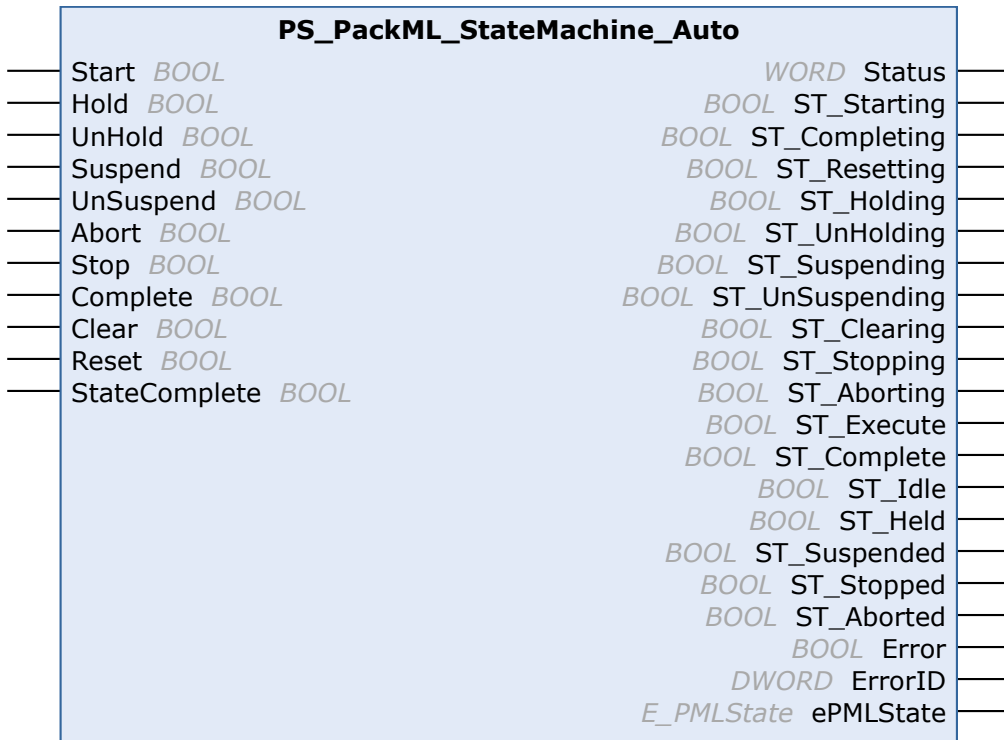 PS_PackML_StateMachine_Auto
Start BOOL WORD Status
Hold BOOL BOOL ST_Starting
UnHold BOOL BOOL ST_Completing
Suspend BOOL BOOL ST_Resetting
UnSuspend BOOL BOOL ST_Holding
Abort BOOL BOOL ST_UnHolding
Stop BOOL BOOL ST_Suspending
Complete BOOL BOOL ST_UnSuspending
Clear BOOL BOOL ST_Clearing
Reset BOOL BOOL ST_Stopping
StateComplete BOOL BOOL ST_Aborting
BOOL ST_Execute
BOOL ST_Complete
BOOL ST_Idle
BOOL ST_Held
BOOL ST_Suspended
BOOL ST_Stopped
BOOL ST_Aborted
BOOL Error
DWORD ErrorID
E_PMLState ePMLState